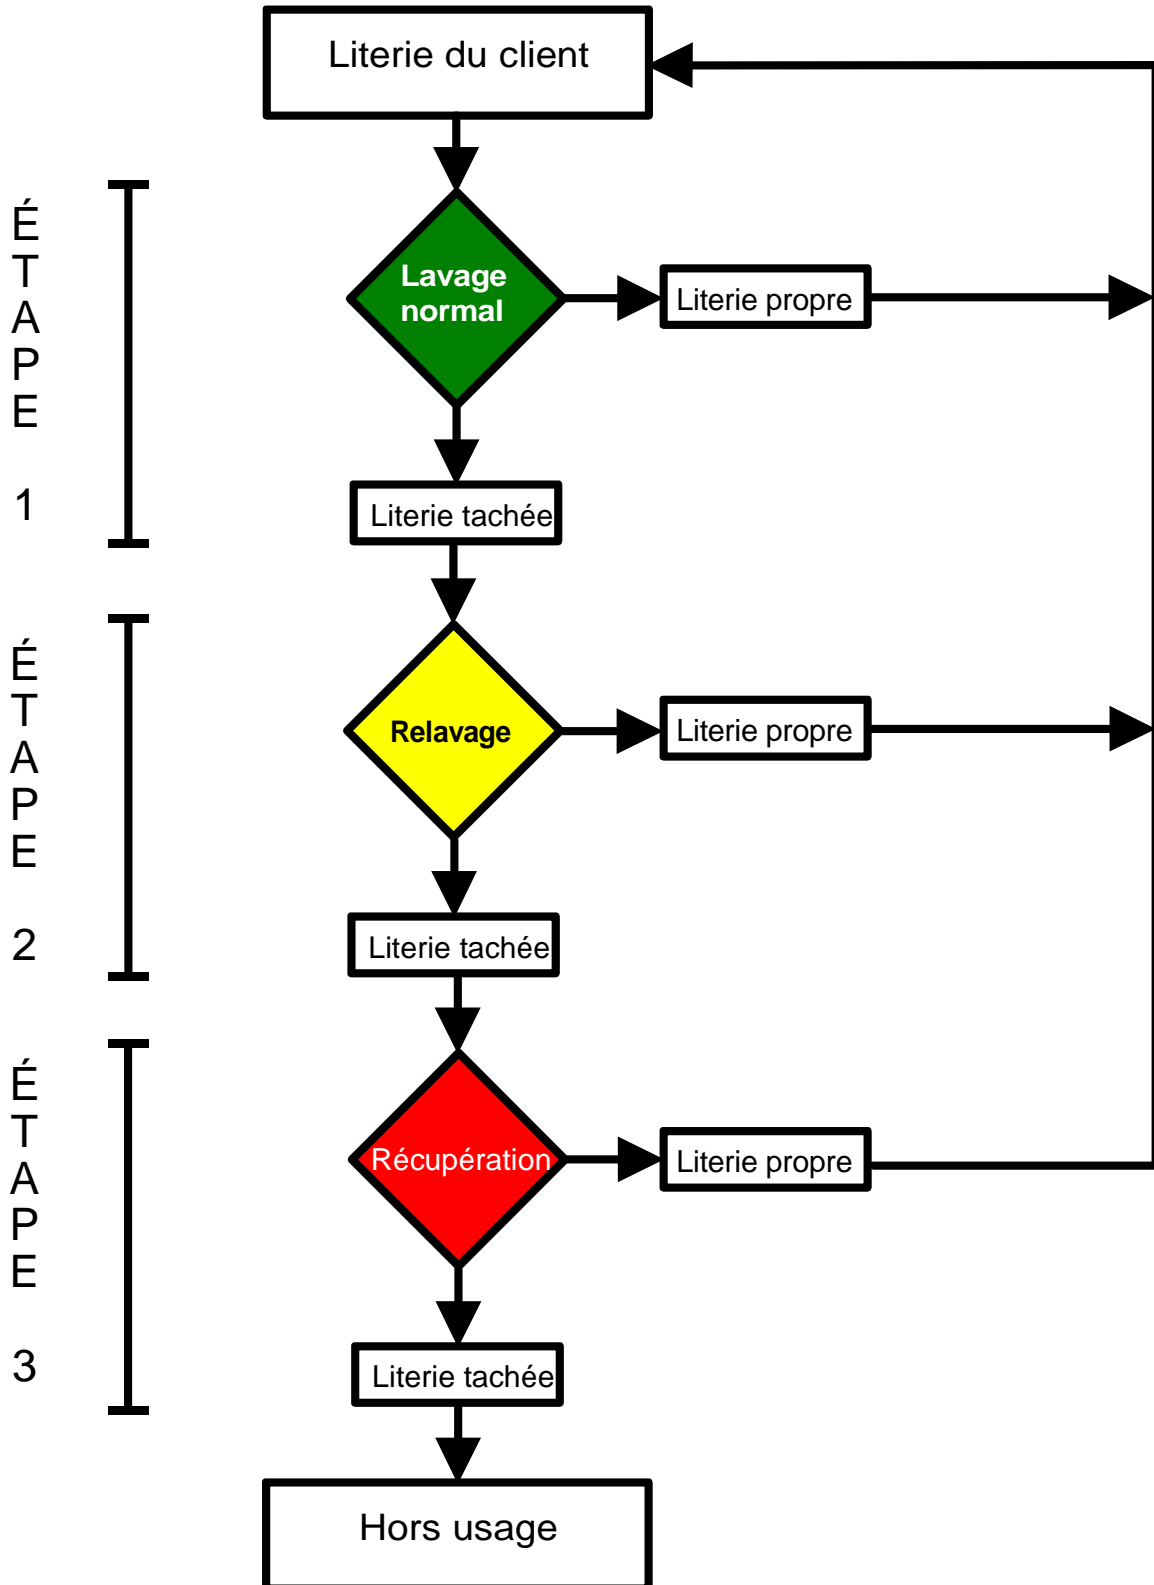 Literie du client
ÉTAPE 1
Lavage
normal
Literie propre
Literie tachée
ÉTAPE 2
Relavage
Literie propre
Literie tachée
ÉTAPE 3
Récupération
Literie propre
Literie tachée
Hors usage